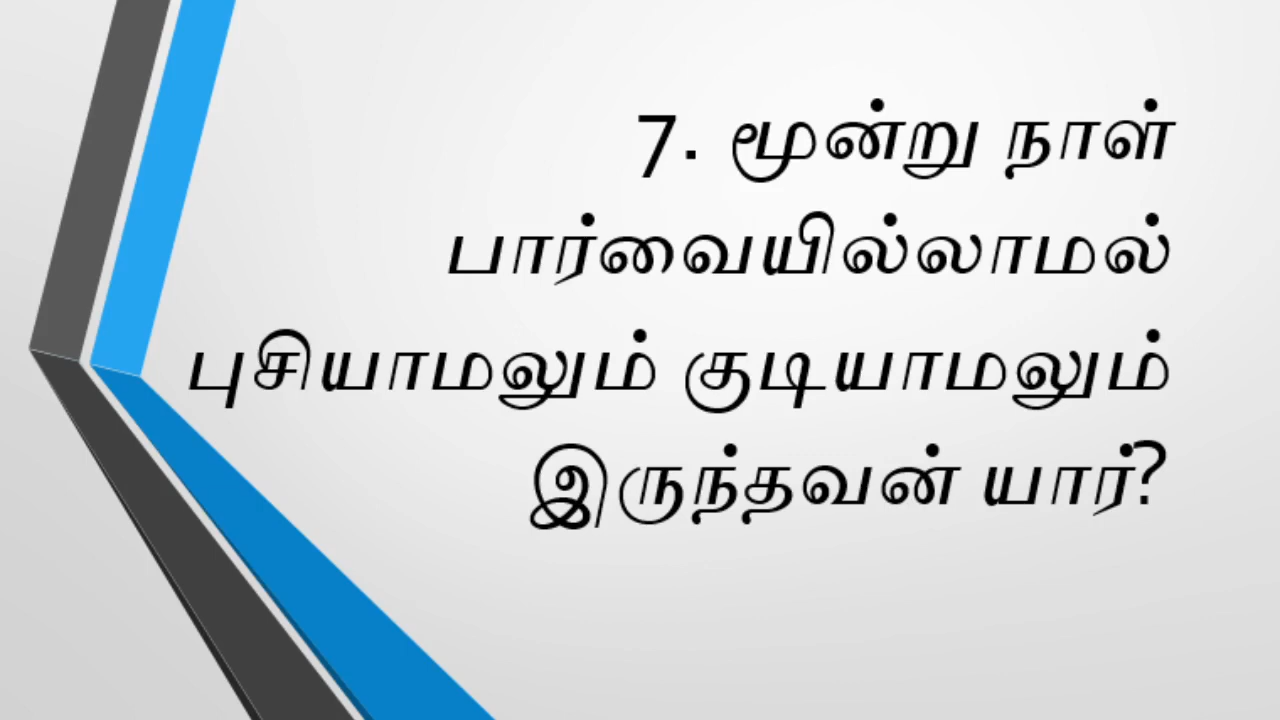 7. மூன்று நாள்
பார்வையில்லாமல்
புசியாமலும் குடியாமலும்
இருந்தவன் யார்?